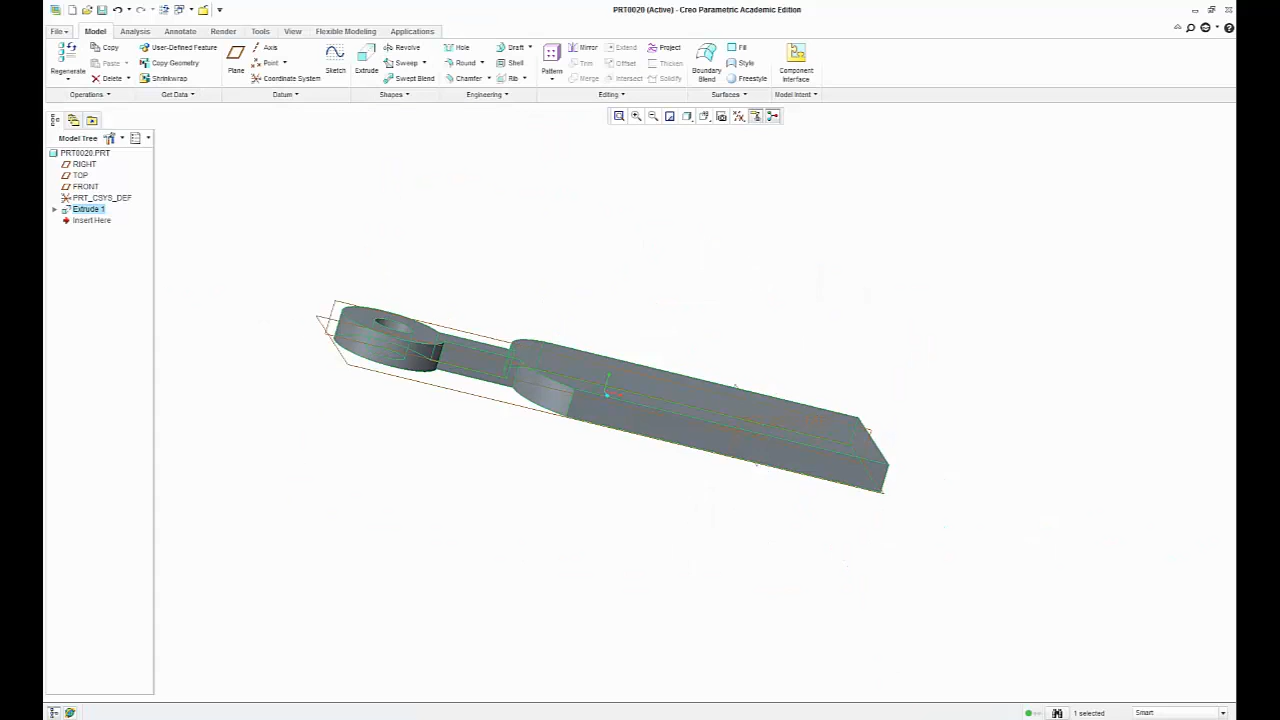 PRT0020 (Active) - Creo Parametric Academic Edition
File Model Analysis Annotate Render Tools View Flexible Modeling Applications
Regenerate Copy Paste Delete User-Defined Feature Copy Geometry Shrinkwrap Plane Axis Point Coordinate System Sketch Extrude Revolve Sweep Swept Blend Hole Round Chamfer Draft Shell Rib Pattern Mirror Trim Merge Extend Offset Intersect Project Thicken Solidify Boundary Blend Fill Style Freestyle Component Interface
Operations Get Data Datum Shapes Engineering Editing Surfaces Model Intent
Model Tree
PRT0020.PRT
RIGHT
TOP
FRONT
PRT_CSYS_DEF
Extrude 1
Insert Here
1 selected Smart